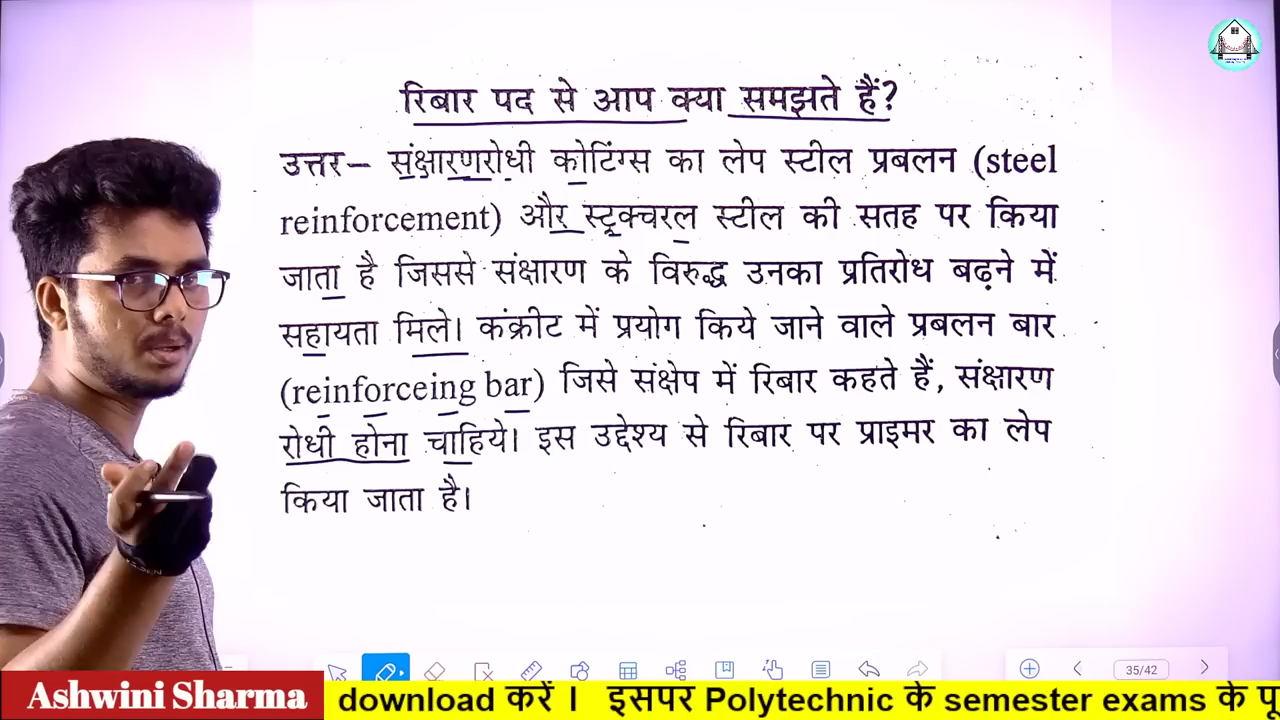 रिबार पद से आप क्या समझते हैं?
उत्तर– संक्षारणरोधी कोटिंग्स का लेप स्टील प्रबलन (steel
reinforcement) और स्ट्रक्चरल स्टील की सतह पर किया
जाता है जिससे संक्षारण के विरुद्ध उनका प्रतिरोध बढ़ने में
सहायता मिले। कंक्रीट में प्रयोग किये जाने वाले प्रबलन बार
(reinforceing bar) जिसे संक्षेप में रिबार कहते हैं, संक्षारण
रोधी होना चाहिये। इस उद्देश्य से रिबार पर प्राइमर का लेप
किया जाता है।
35/42
Ashwini Sharma download करें । इसपर Polytechnic के semester exams के पू